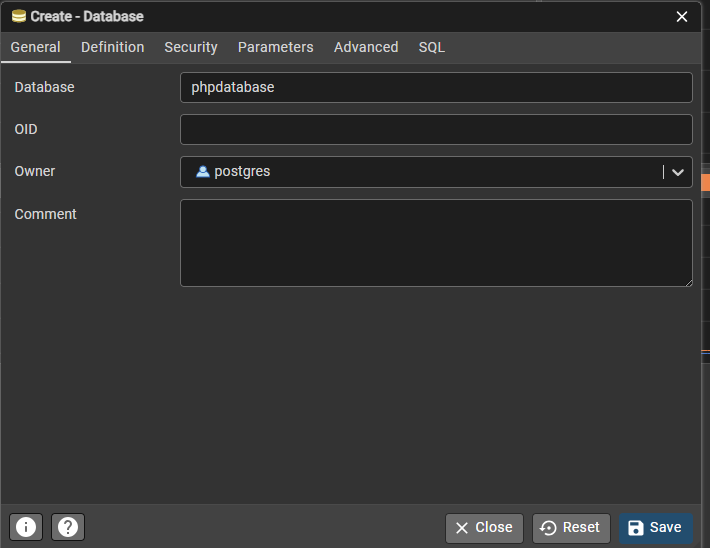 Create - Database
General Definition Security Parameters Advanced SQL
Database phpdatabase
OID
Owner postgres
Comment
Close Reset Save